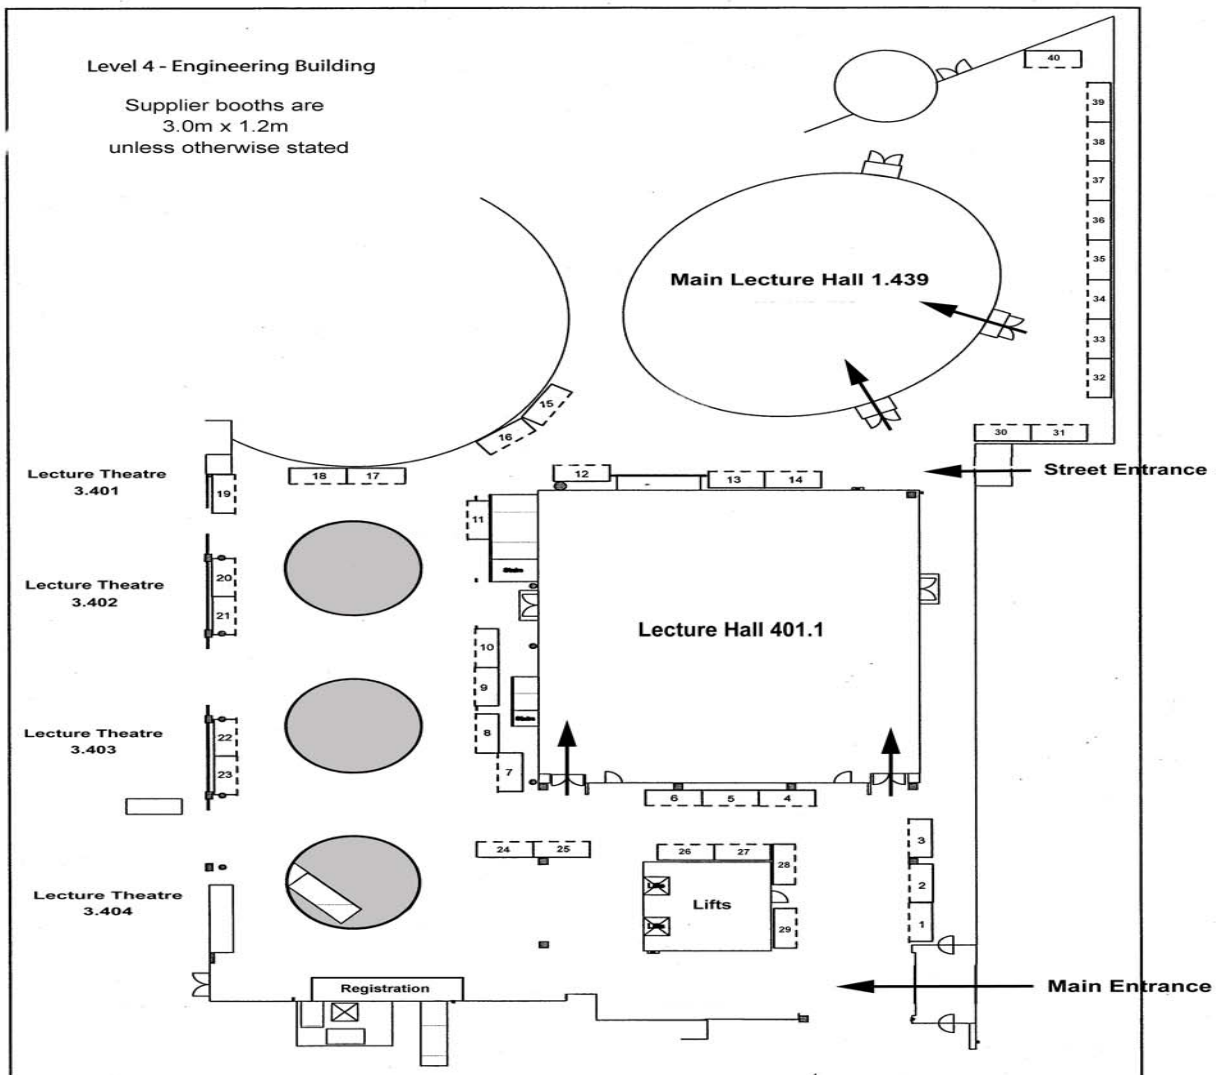 Level 4 - Engineering Building
Supplier booths are
3.0m x 1.2m
unless otherwise stated
40
39
38
37
36
35
34
33
32
Main Lecture Hall 1.439
15
16
30
31
Lecture Theatre
3.401
18
17
12
13
14
Street Entrance
19
11
Stairs
Lecture Theatre
3.402
20
21
Lecture Hall 401.1
10
9
8
7
Stairs
Lecture Theatre
3.403
22
23
6
5
4
3
24
25
26
27
28
2
Lecture Theatre
3.404
Lifts
29
1
Registration
Main Entrance